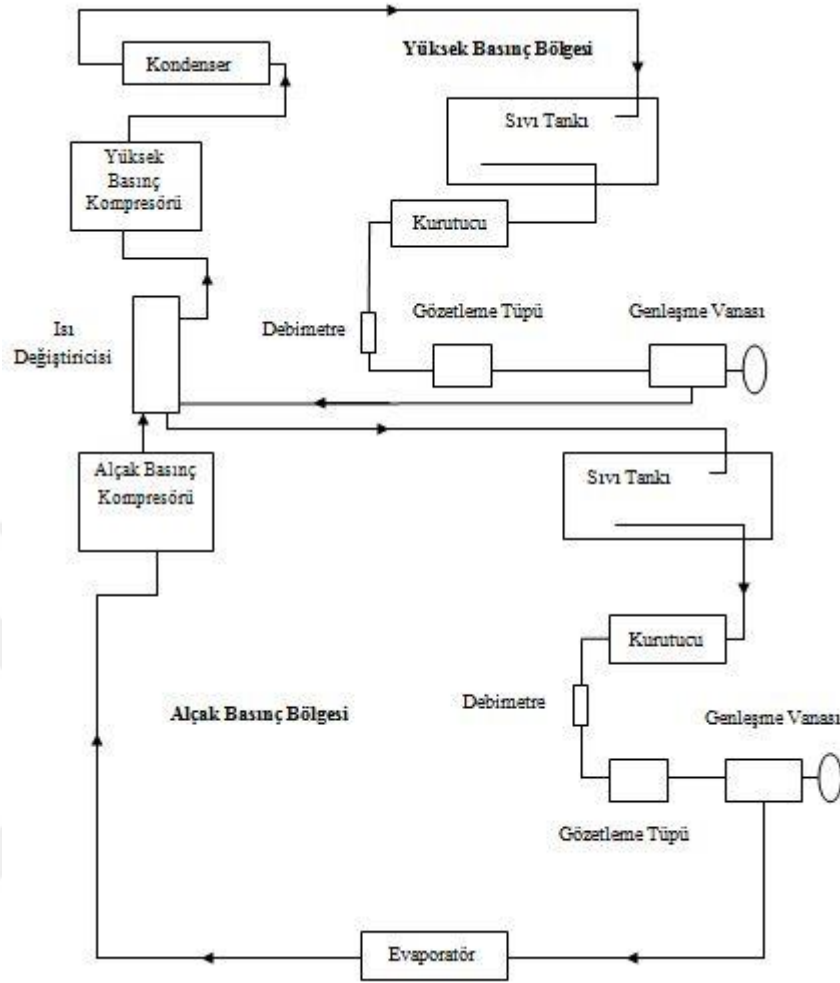 Yüksek Basınç Bölgesi
Kondenser
Sıvı Tankı
Yüksek
Basınç
Kompresörü
Kurutucu
Isı
Değiştiricisi
Debimetre
Gözetleme Tüpü
Genleşme Vanası
Alçak Basınç
Kompresörü
Sıvı Tankı
Kurutucu
Alçak Basınç Bölgesi
Debimetre
Genleşme Vanası
Gözetleme Tüpü
Evaporatör